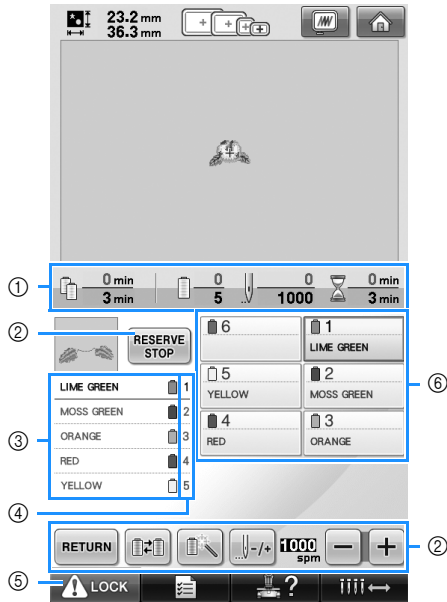 23.2 mm
36.3 mm
① 0 min 0 0 0 min
3 min 5 1000 3 min
② RESERVE STOP
6 1 LIME GREEN
5 YELLOW 2 MOSS GREEN
4 RED 3 ORANGE
⑥
③ LIME GREEN 1
MOSS GREEN 2
ORANGE 3
RED 4
YELLOW 5
④
RETURN -/+ 1000 spm − + ②
⑤ LOCK ?